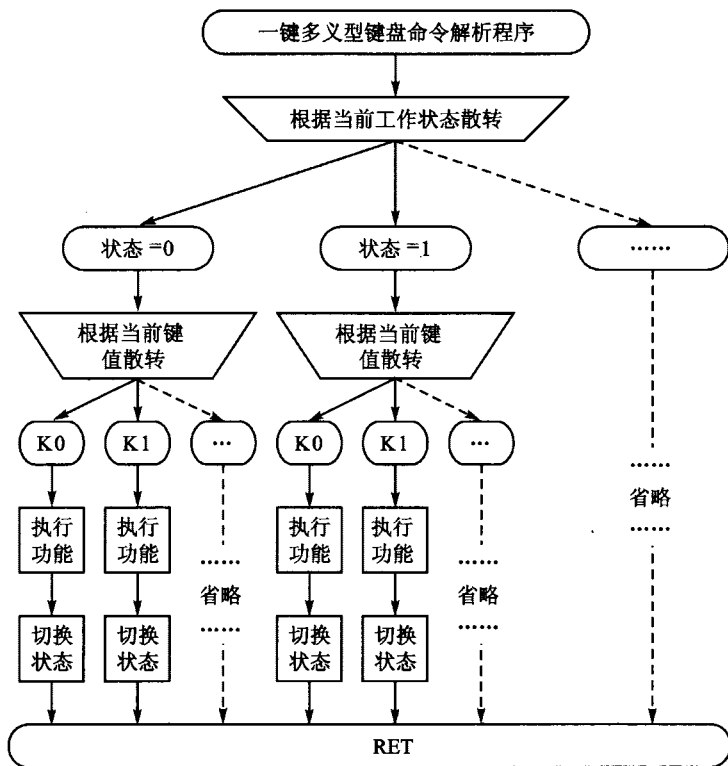 一键多义型键盘命令解析程序
根据当前工作状态散转
状态=0
状态=1
……
根据当前键
值散转
根据当前键
值散转
K0
K1
…
K0
K1
…
执行
功能
执行
功能
……
省略
……
执行
功能
执行
功能
……
省略
……
……
省略
……
切换
状态
切换
状态
切换
状态
切换
状态
RET